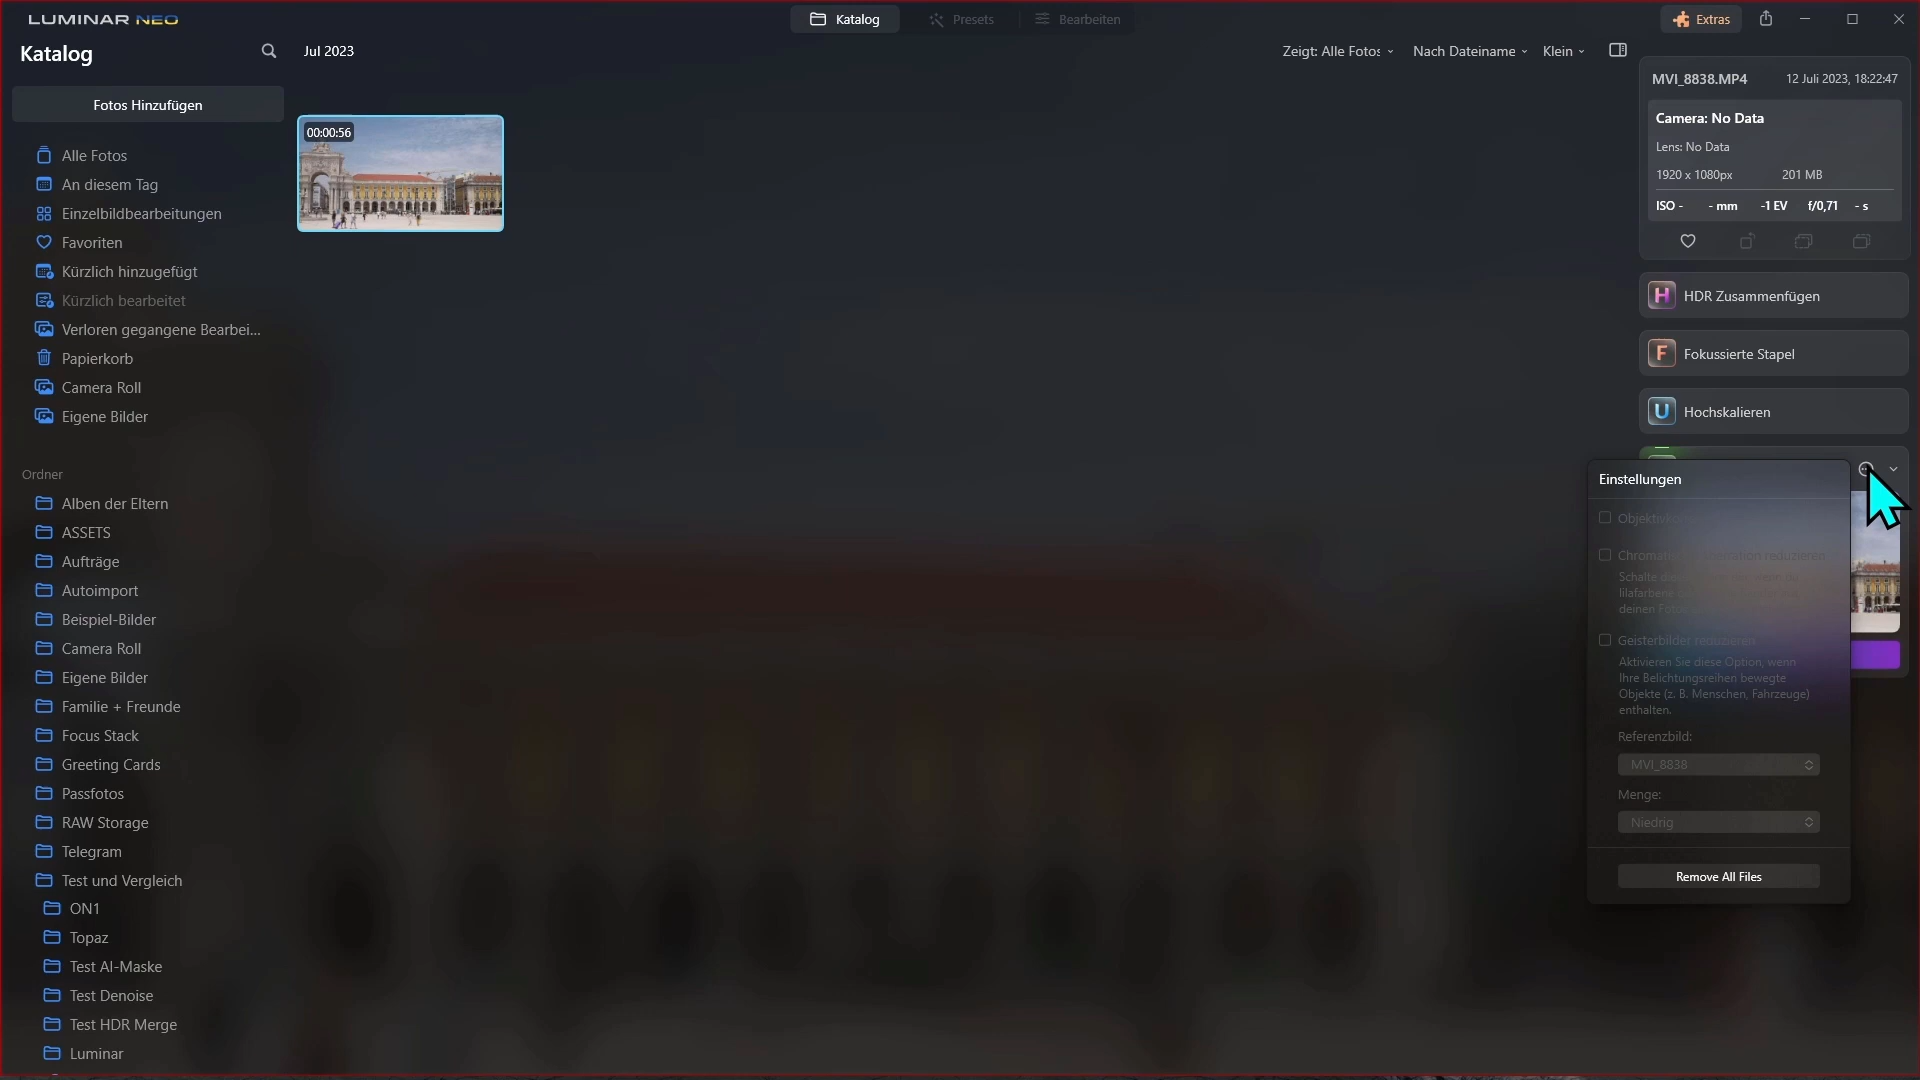 LUMINAR NEO
Katalog
Presets
Bearbeiten
Extras
Katalog
Jul 2023
Zeigt: Alle Fotos
Nach Dateiname
Klein
Fotos Hinzufügen
00:00:56
Alle Fotos
An diesem Tag
Einzelbildbearbeitungen
Favoriten
Kürzlich hinzugefügt
Kürzlich bearbeitet
Verloren gegangene Bearbei...
Papierkorb
Camera Roll
Eigene Bilder
Ordner
Alben der Eltern
ASSETS
Aufträge
Autoimport
Beispiel-Bilder
Camera Roll
Eigene Bilder
Familie + Freunde
Focus Stack
Greeting Cards
Passfotos
RAW Storage
Telegram
Test und Vergleich
ON1
Topaz
Test AI-Maske
Test Denoise
Test HDR Merge
Luminar
MVI_8838.MP4
12 Juli 2023, 18:22:47
Camera: No Data
Lens: No Data
1920 x 1080px
201 MB
ISO -
- mm
-1 EV
f/0,71
- s
H
HDR Zusammenfügen
F
Fokussierte Stapel
U
Hochskalieren
Einstellungen
reduzieren
Schalte
lilafarbene
deinen
Geisterbilder reduzieren
Aktivieren Sie diese Option, wenn
Ihre Belichtungsreihen bewegte
Objekte (z. B. Menschen, Fahrzeuge)
enthalten.
Referenzbild:
MVI_8838
Menge:
Niedrig
Remove All Files